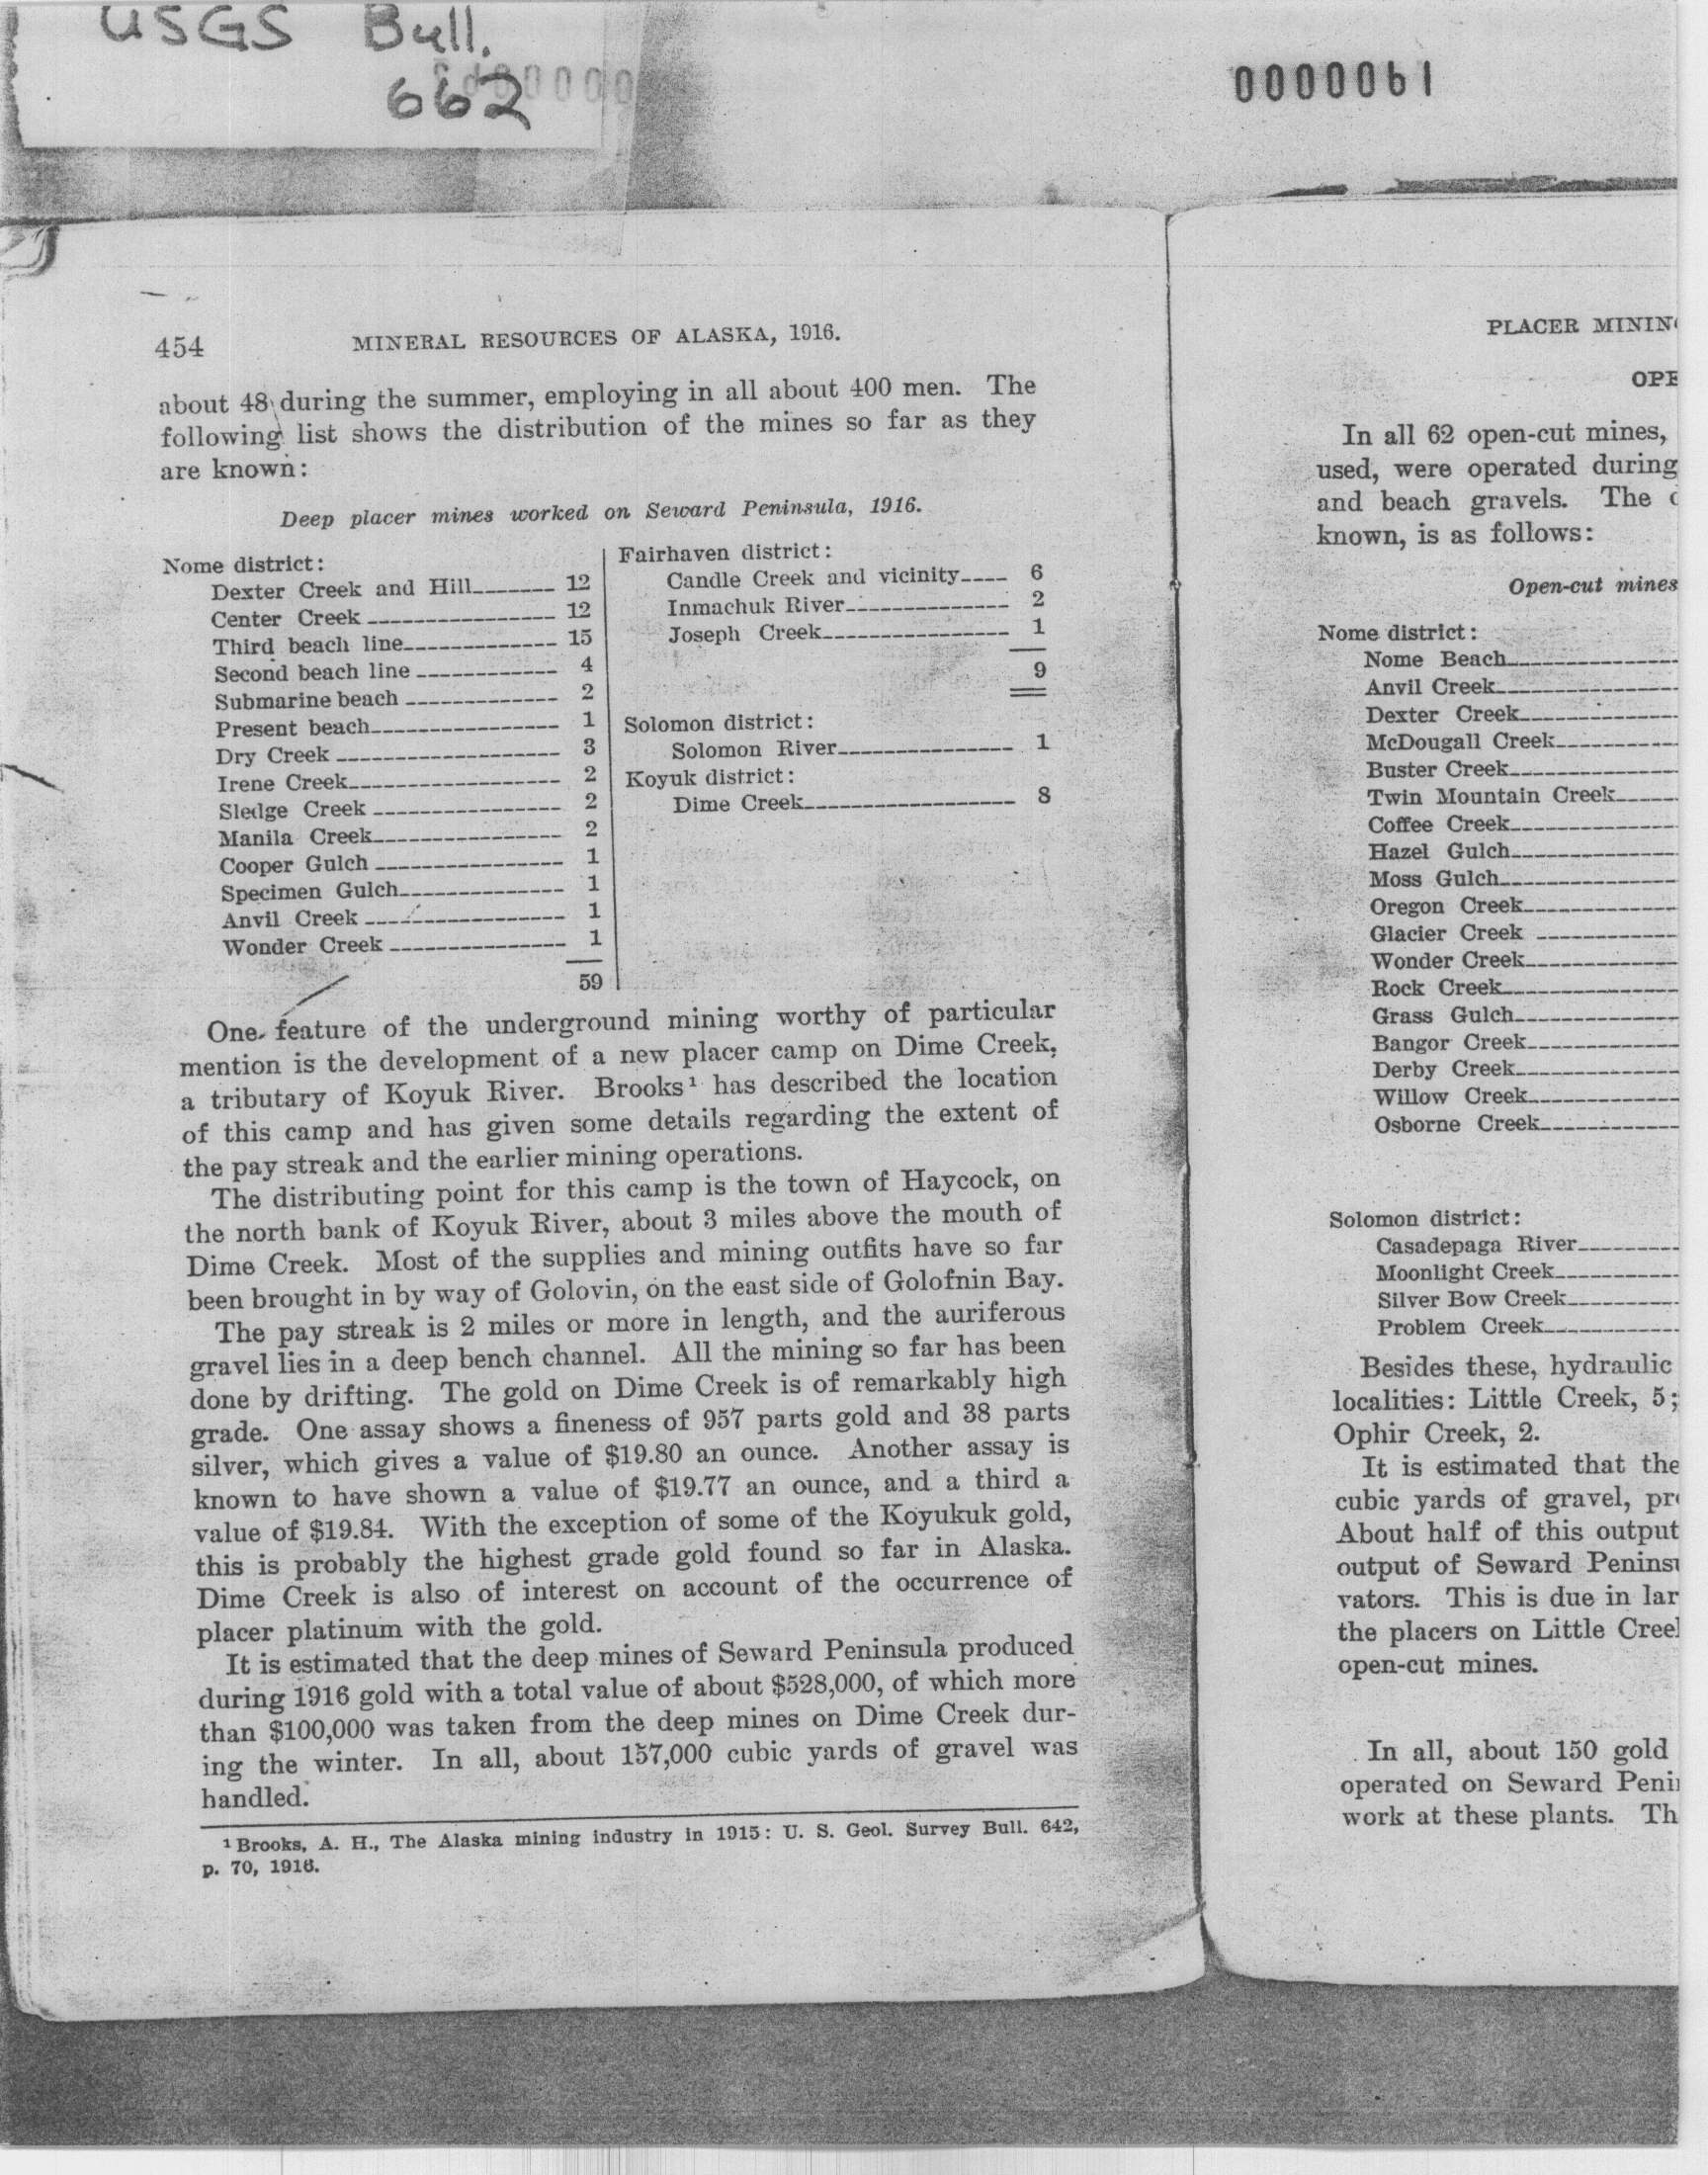 USGS Bull.
662
0000061
454 MINERAL RESOURCES OF ALASKA, 1916.
about 48 during the summer, employing in all about 400 men. The
following list shows the distribution of the mines so far as they
are known:
Deep placer mines worked on Seward Peninsula, 1916.
Nome district:
Dexter Creek and Hill 12
Center Creek 12
Third beach line 15
Second beach line 4
Submarine beach 2
Present beach 1
Dry Creek 3
Irene Creek 2
Sledge Creek 2
Manila Creek 2
Cooper Gulch 1
Specimen Gulch 1
Anvil Creek 1
Wonder Creek 1
59
Fairhaven district:
Candle Creek and vicinity 6
Inmachuk River 2
Joseph Creek 1
9
Solomon district:
Solomon River 1
Koyuk district:
Dime Creek 8
One feature of the underground mining worthy of particular
mention is the development of a new placer camp on Dime Creek,
a tributary of Koyuk River. Brooks¹ has described the location
of this camp and has given some details regarding the extent of
the pay streak and the earlier mining operations.
The distributing point for this camp is the town of Haycock, on
the north bank of Koyuk River, about 3 miles above the mouth of
Dime Creek. Most of the supplies and mining outfits have so far
been brought in by way of Golovin, on the east side of Golofnin Bay.
The pay streak is 2 miles or more in length, and the auriferous
gravel lies in a deep bench channel. All the mining so far has been
done by drifting. The gold on Dime Creek is of remarkably high
grade. One assay shows a fineness of 957 parts gold and 38 parts
silver, which gives a value of $19.80 an ounce. Another assay is
known to have shown a value of $19.77 an ounce, and a third a
value of $19.84. With the exception of some of the Koyukuk gold,
this is probably the highest grade gold found so far in Alaska.
Dime Creek is also of interest on account of the occurrence of
placer platinum with the gold.
It is estimated that the deep mines of Seward Peninsula produced
during 1916 gold with a total value of about $528,000, of which more
than $100,000 was taken from the deep mines on Dime Creek dur-
ing the winter. In all, about 157,000 cubic yards of gravel was
handled.
¹ Brooks, A. H., The Alaska mining industry in 1915: U. S. Geol. Survey Bull. 642,
p. 70, 1916.
PLACER MINING
OPE
In all 62 open-cut mines,
used, were operated during
and beach gravels. The
known, is as follows:
Open-cut mines
Nome district:
Nome Beach
Anvil Creek
Dexter Creek
McDougall Creek
Buster Creek
Twin Mountain Creek
Coffee Creek
Hazel Gulch
Moss Gulch
Oregon Creek
Glacier Creek
Wonder Creek
Rock Creek
Grass Gulch
Bangor Creek
Derby Creek
Willow Creek
Osborne Creek
Solomon district:
Casadepaga River
Moonlight Creek
Silver Bow Creek
Problem Creek
Besides these, hydraulic
localities: Little Creek, 5;
Ophir Creek, 2.
It is estimated that the
cubic yards of gravel, pr
About half of this output
output of Seward Penins
vators. This is due in lar
the placers on Little Cree
open-cut mines.
In all, about 150 gold
operated on Seward Peni
work at these plants. Th